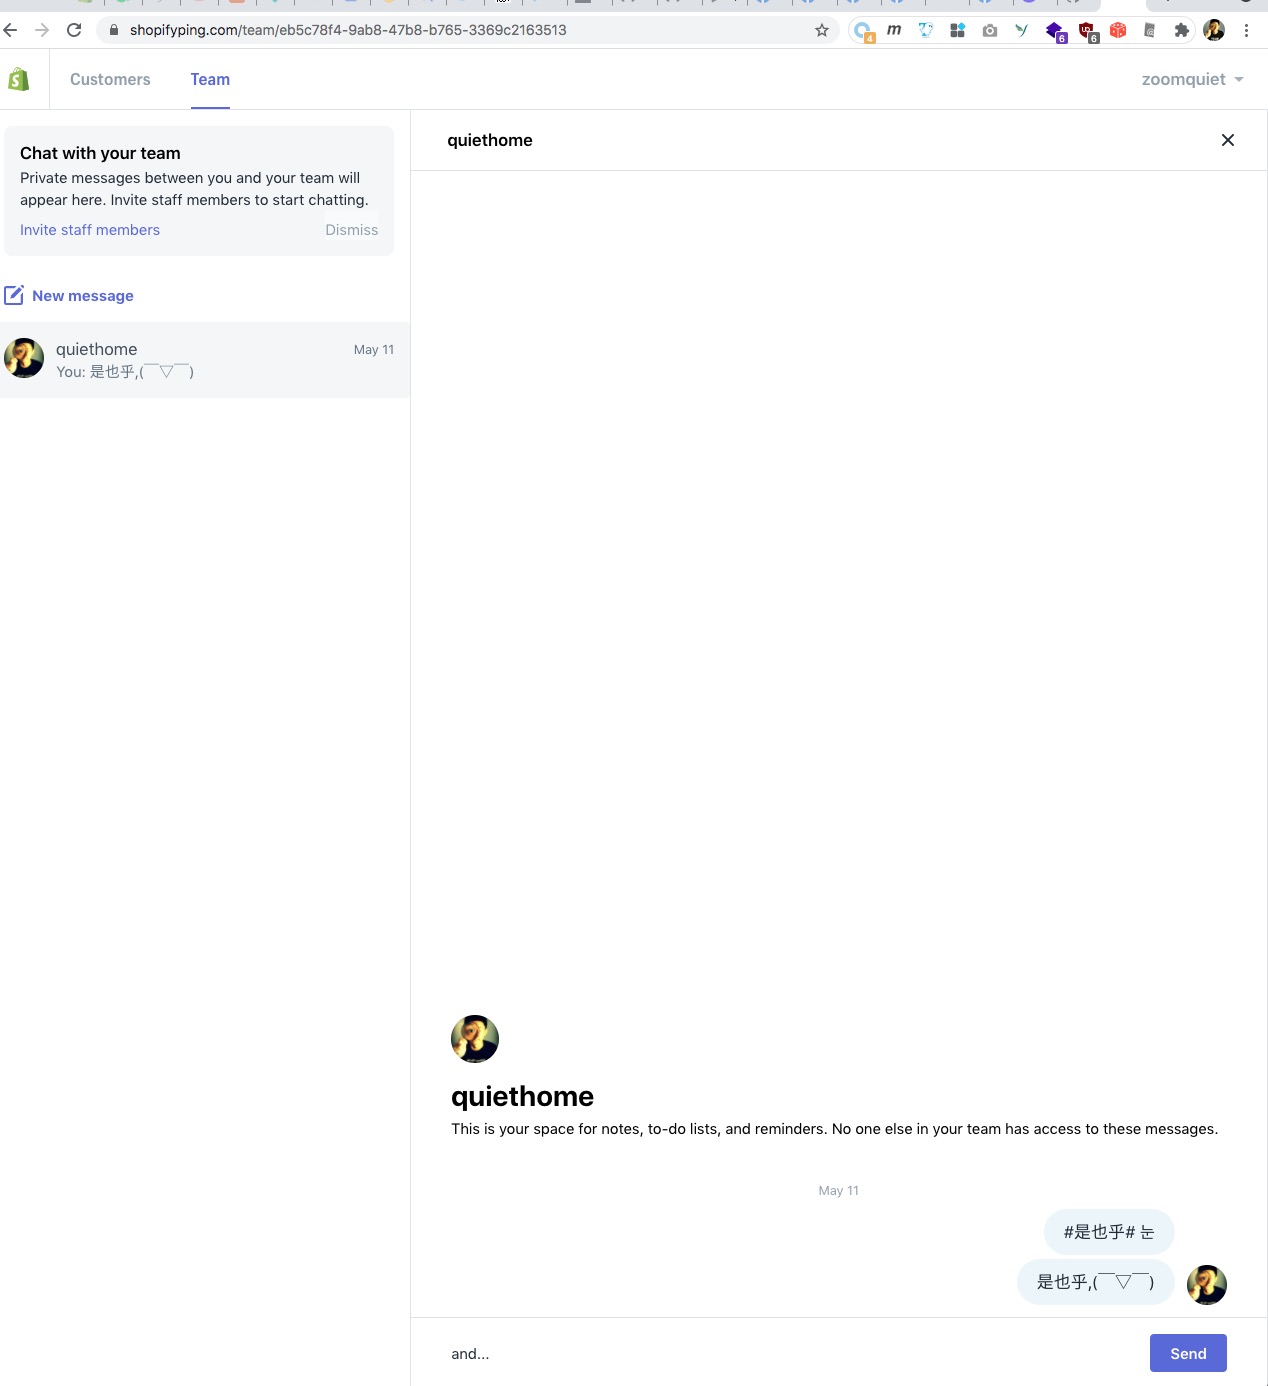 shopifyping.com/team/eb5c78f4-9ab8-47b8-b765-3369c2163513
4
m
6
6
Customers
Team
zoomquiet
Chat with your team
Private messages between you and your team will
appear here. Invite staff members to start chatting.
Invite staff members
Dismiss
New message
quiethome
May 11
You: 是也乎,(￣▽￣)
quiethome
quiethome
This is your space for notes, to-do lists, and reminders. No one else in your team has access to these messages.
May 11
#是也乎# 눈
是也乎,(￣▽￣)
and...
Send